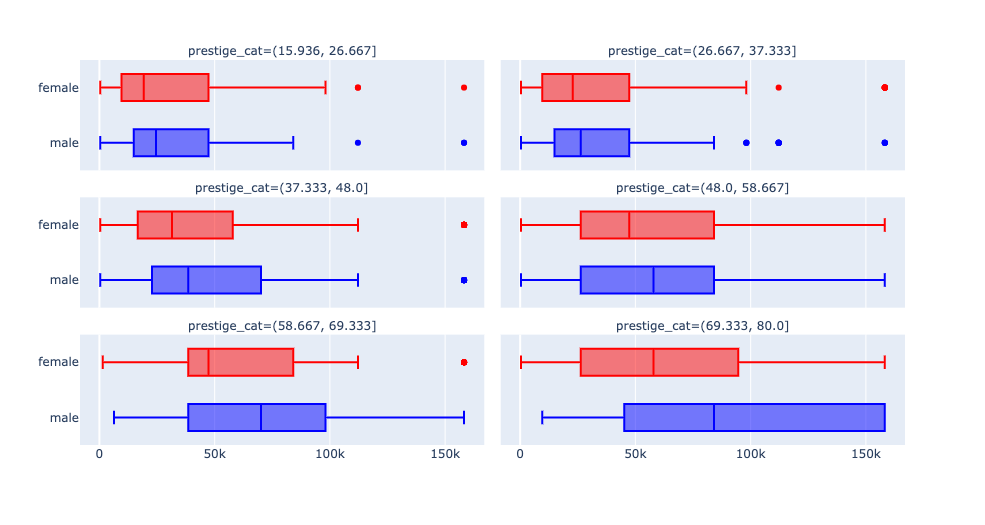 prestige_cat=(15.936, 26.667]
prestige_cat=(26.667, 37.333]
female
male
prestige_cat=(37.333, 48.0]
prestige_cat=(48.0, 58.667]
female
male
prestige_cat=(58.667, 69.333]
prestige_cat=(69.333, 80.0]
female
male
0 50k 100k 150k 0 50k 100k 150k